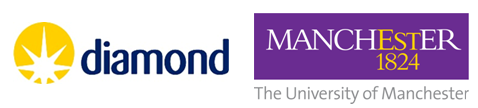 diamond
MANCHEsTER
1824
The University of Manchester